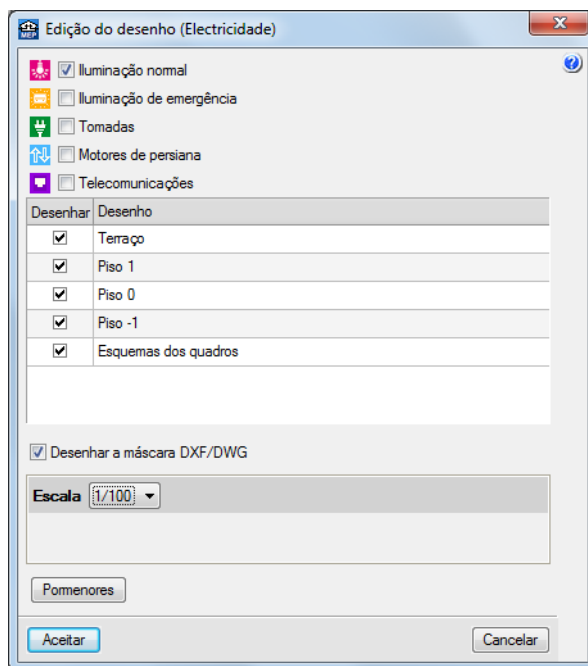 MEP Edição do desenho (Electricidade)
Iluminação normal
Iluminação de emergência
Tomadas
Motores de persiana
Telecomunicações
Desenhar Desenho
Terraço
Piso 1
Piso 0
Piso -1
Esquemas dos quadros
Desenhar a máscara DXF/DWG
Escala 1/100
Pormenores
Aceitar Cancelar